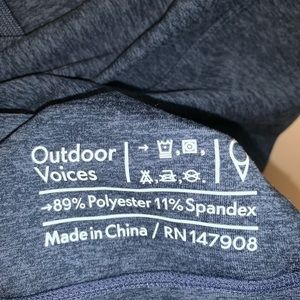 Outdoor
Voices
→89% Polyester 11% Spandex
Made in China / RN147908